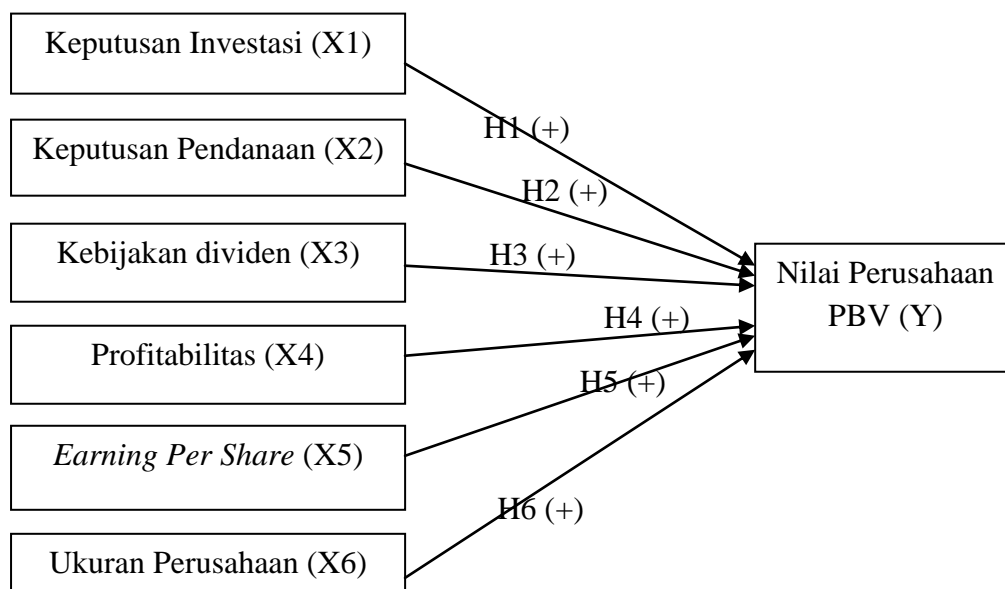 Keputusan Investasi (X1)
H1 (+)
Keputusan Pendanaan (X2)
H2 (+)
Kebijakan dividen (X3)
H3 (+)
Nilai Perusahaan
PBV (Y)
H4 (+)
Profitabilitas (X4)
H5 (+)
Earning Per Share (X5)
H6 (+)
Ukuran Perusahaan (X6)